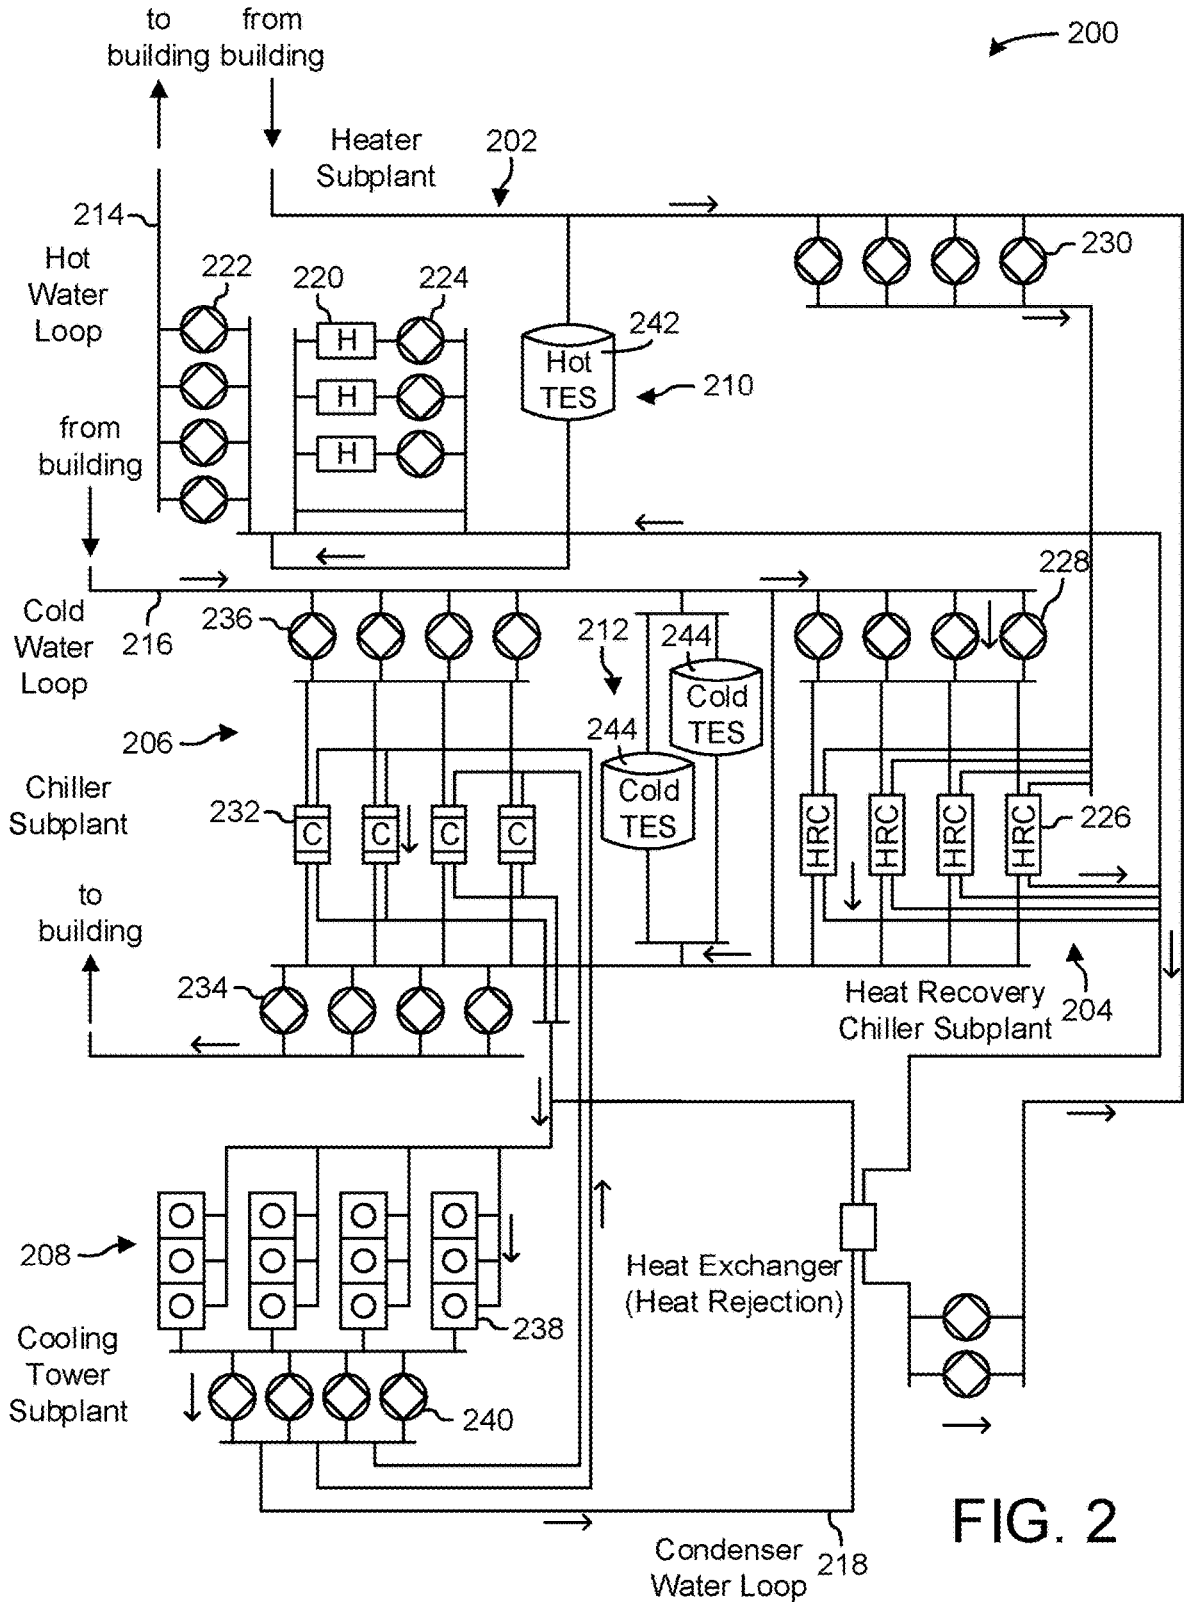 to
building
from
building
200
Heater
Subplant
202
214
Hot
Water
Loop
222
220
224
230
H
H
H
242
Hot
TES
210
from
building
228
Cold
Water
Loop
216
236
212
244
Cold
TES
244
Cold
TES
206
Chiller
Subplant
232
C
C
C
C
HRC
HRC
HRC
HRC
226
to
building
234
Heat Recovery
Chiller Subplant
204
208
Heat Exchanger
(Heat Rejection)
238
Cooling
Tower
Subplant
240
FIG. 2
Condenser
Water Loop
218